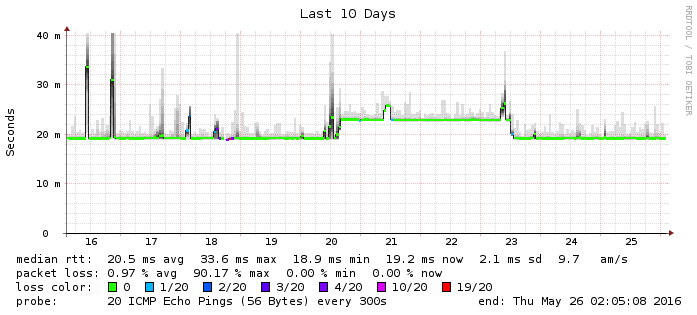 Last 10 Days
RRDTOOL / TOBI OETIKER
Seconds
40 m
30 m
20 m
10 m
0
16 17 18 19 20 21 22 23 24 25
median rtt: 20.5 ms avg 33.6 ms max 18.9 ms min 19.2 ms now 2.1 ms sd 9.7 am/s
packet loss: 0.97 % avg 90.17 % max 0.00 % min 0.00 % now
loss color: 0 1/20 2/20 3/20 4/20 10/20 19/20
probe: 20 ICMP Echo Pings (56 Bytes) every 300s end: Thu May 26 02:05:08 2016